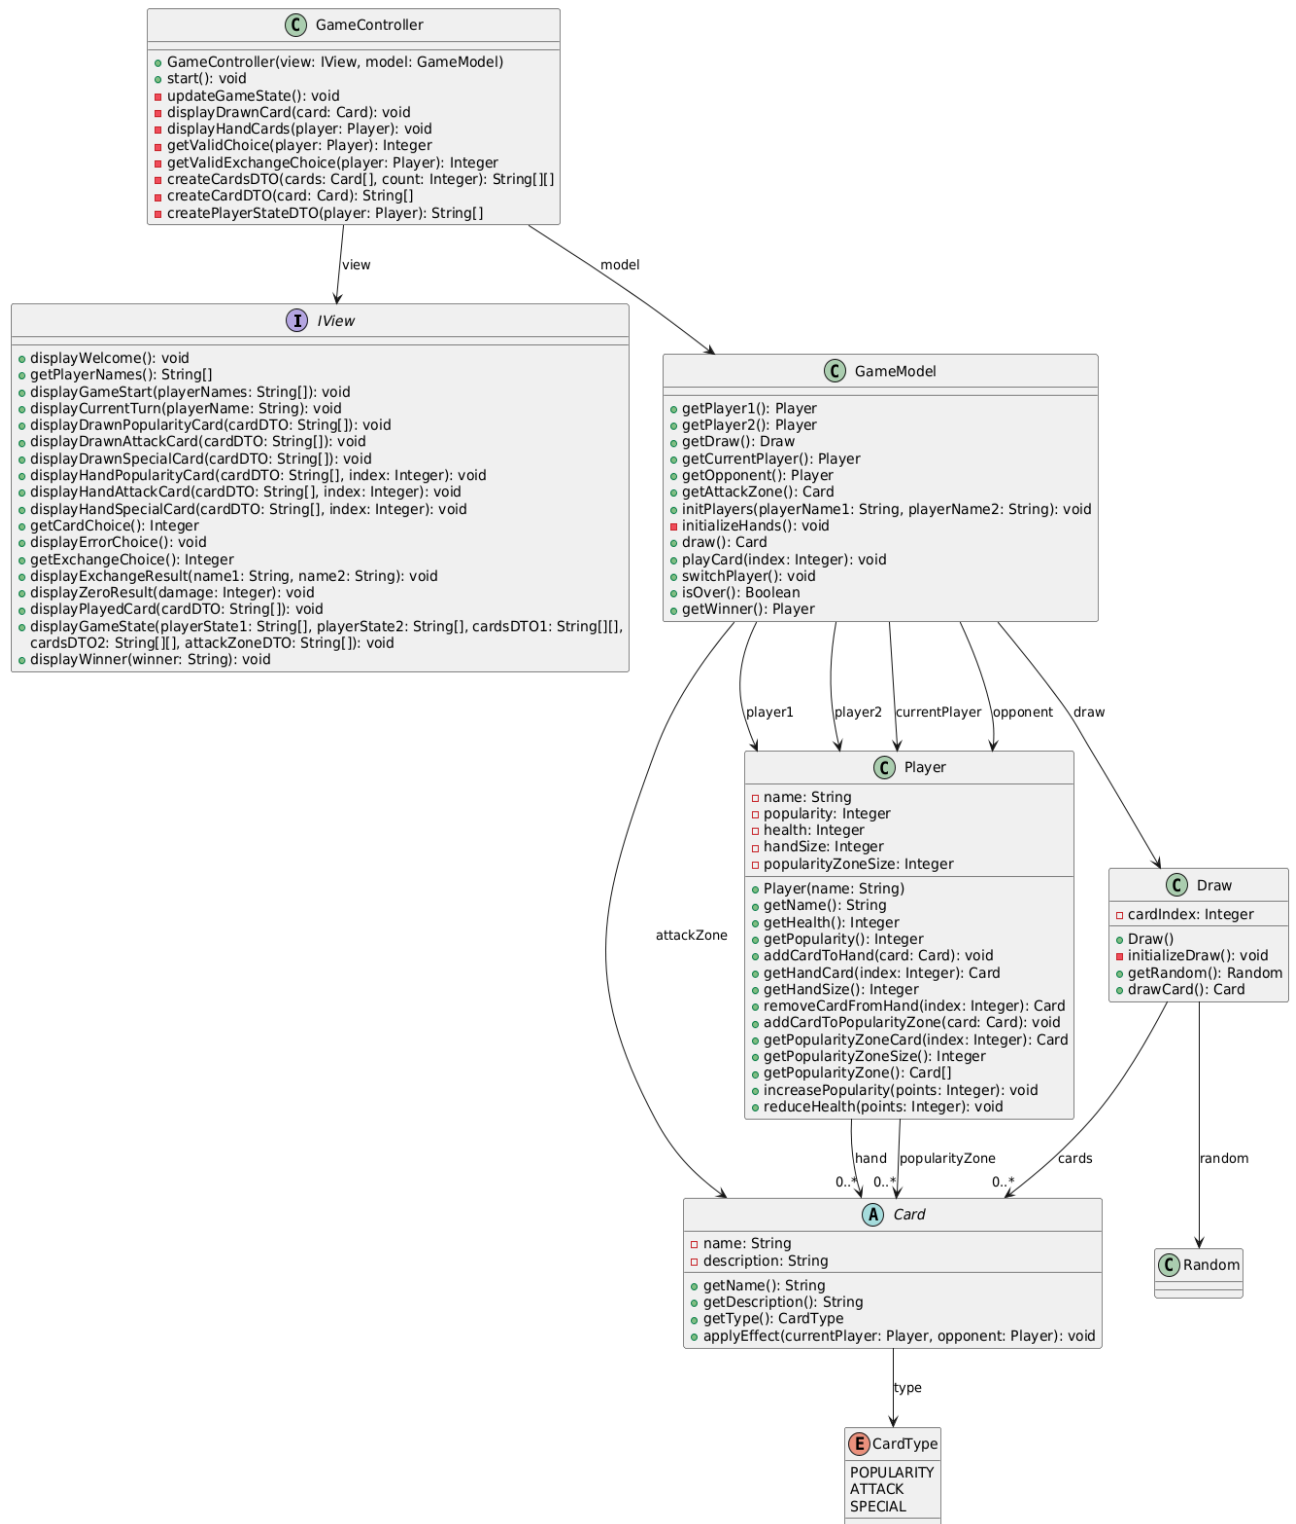 C GameController
GameController(view: IView, model: GameModel)
start(): void
updateGameState(): void
displayDrawnCard(card: Card): void
displayHandCards(player: Player): void
getValidChoice(player: Player): Integer
getValidExchangeChoice(player: Player): Integer
createCardsDTO(cards: Card[], count: Integer): String[][]
createCardDTO(card: Card): String[]
createPlayerStateDTO(player: Player): String[]
view
model
I IView
displayWelcome(): void
getPlayerNames(): String[]
displayGameStart(playerNames: String[]): void
displayCurrentTurn(playerName: String): void
displayDrawnPopularityCard(cardDTO: String[]): void
displayDrawnAttackCard(cardDTO: String[]): void
displayDrawnSpecialCard(cardDTO: String[]): void
displayHandPopularityCard(cardDTO: String[], index: Integer): void
displayHandAttackCard(cardDTO: String[], index: Integer): void
displayHandSpecialCard(cardDTO: String[], index: Integer): void
getCardChoice(): Integer
displayErrorChoice(): void
getExchangeChoice(): Integer
displayExchangeResult(name1: String, name2: String): void
displayZeroResult(damage: Integer): void
displayPlayedCard(cardDTO: String[]): void
displayGameState(playerState1: String[], playerState2: String[], cardsDTO1: String[][],
cardsDTO2: String[][], attackZoneDTO: String[]): void
displayWinner(winner: String): void
C GameModel
getPlayer1(): Player
getPlayer2(): Player
getDraw(): Draw
getCurrentPlayer(): Player
getOpponent(): Player
getAttackZone(): Card
initPlayers(playerName1: String, playerName2: String): void
initializeHands(): void
draw(): Card
playCard(index: Integer): void
switchPlayer(): void
isOver(): Boolean
getWinner(): Player
player1
player2
currentPlayer
opponent
draw
attackZone
C Player
name: String
popularity: Integer
health: Integer
handSize: Integer
popularityZoneSize: Integer
Player(name: String)
getName(): String
getHealth(): Integer
getPopularity(): Integer
addCardToHand(card: Card): void
getHandCard(index: Integer): Card
getHandSize(): Integer
removeCardFromHand(index: Integer): Card
addCardToPopularityZone(card: Card): void
getPopularityZoneCard(index: Integer): Card
getPopularityZoneSize(): Integer
getPopularityZone(): Card[]
increasePopularity(points: Integer): void
reduceHealth(points: Integer): void
C Draw
cardIndex: Integer
Draw()
initializeDraw(): void
getRandom(): Random
drawCard(): Card
hand
popularityZone
cards
random
0..*
0..*
0..*
A Card
name: String
description: String
getName(): String
getDescription(): String
getType(): CardType
applyEffect(currentPlayer: Player, opponent: Player): void
C Random
type
E CardType
POPULARITY
ATTACK
SPECIAL